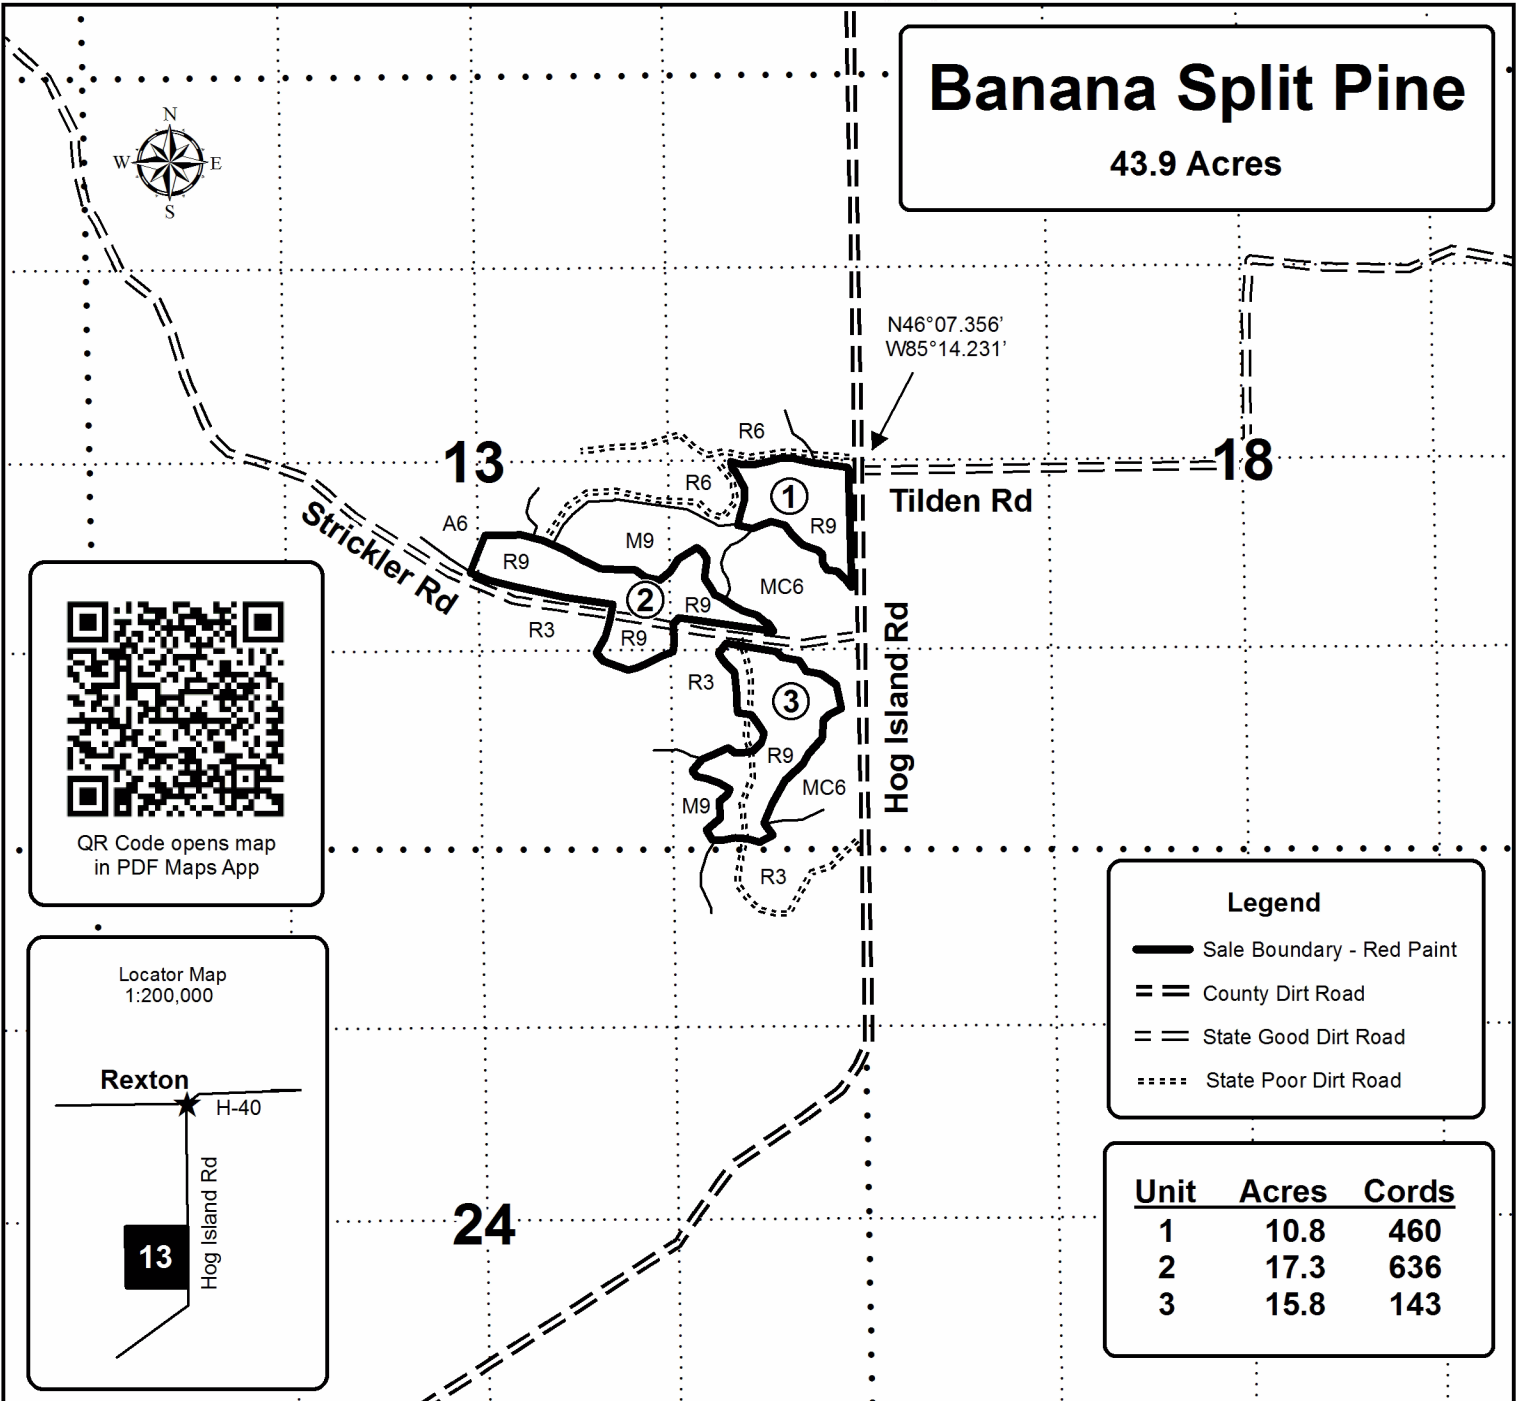 Banana Split Pine
43.9 Acres
N
W E
S
N46°07.356'
W85°14.231'
13
18
R6
R6
1
R9
Tilden Rd
Strickler Rd
A6
R9
M9
MC6
2
R9
R3
R9
Hog Island Rd
R3
3
R9
MC6
M9
R3
QR Code opens map
in PDF Maps App
Legend
Sale Boundary - Red Paint
County Dirt Road
State Good Dirt Road
State Poor Dirt Road
Locator Map
1:200,000
Rexton
H-40
Hog Island Rd
13
24
Unit Acres Cords
1 10.8 460
2 17.3 636
3 15.8 143